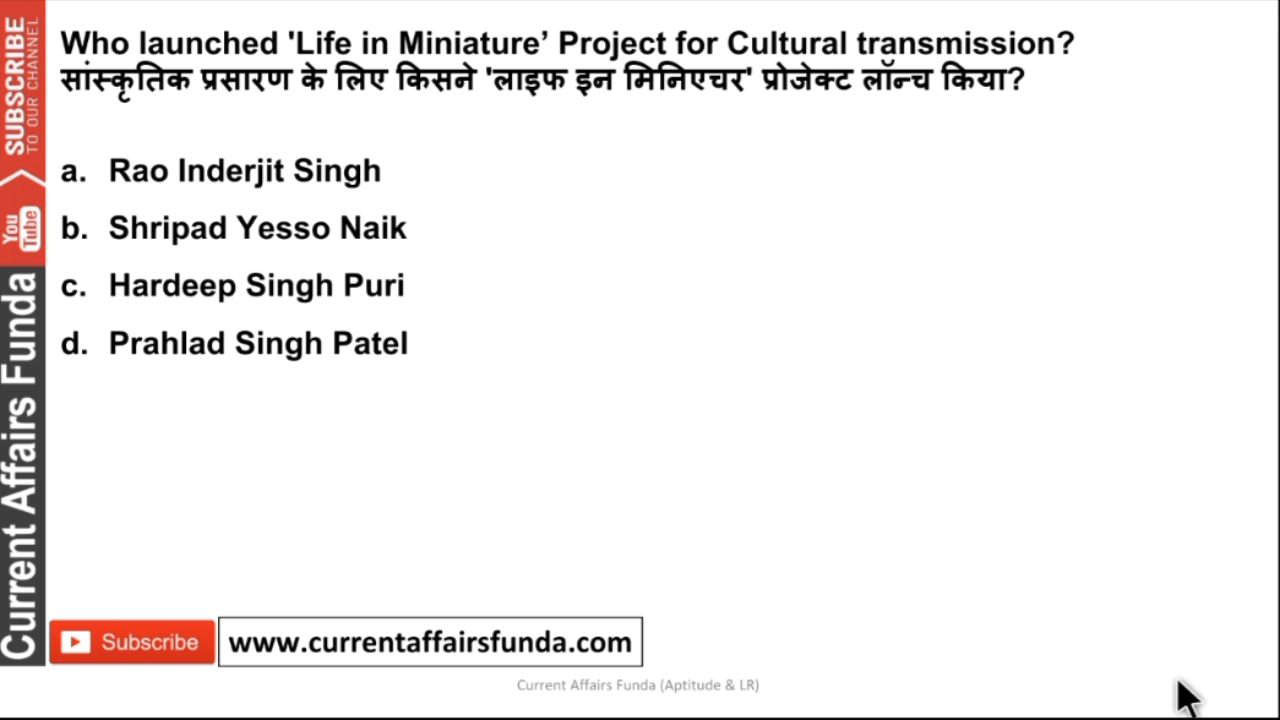 Who launched 'Life in Miniature’ Project for Cultural transmission?
सांस्कृतिक प्रसारण के लिए किसने 'लाइफ इन मिनिएचर' प्रोजेक्ट लॉन्च किया?
a. Rao Inderjit Singh
b. Shripad Yesso Naik
c. Hardeep Singh Puri
d. Prahlad Singh Patel
SUBSCRIBE
TO OUR CHANNEL
You
Tube
Current Affairs Funda
Subscribe
www.currentaffairsfunda.com
Current Affairs Funda (Aptitude & LR)